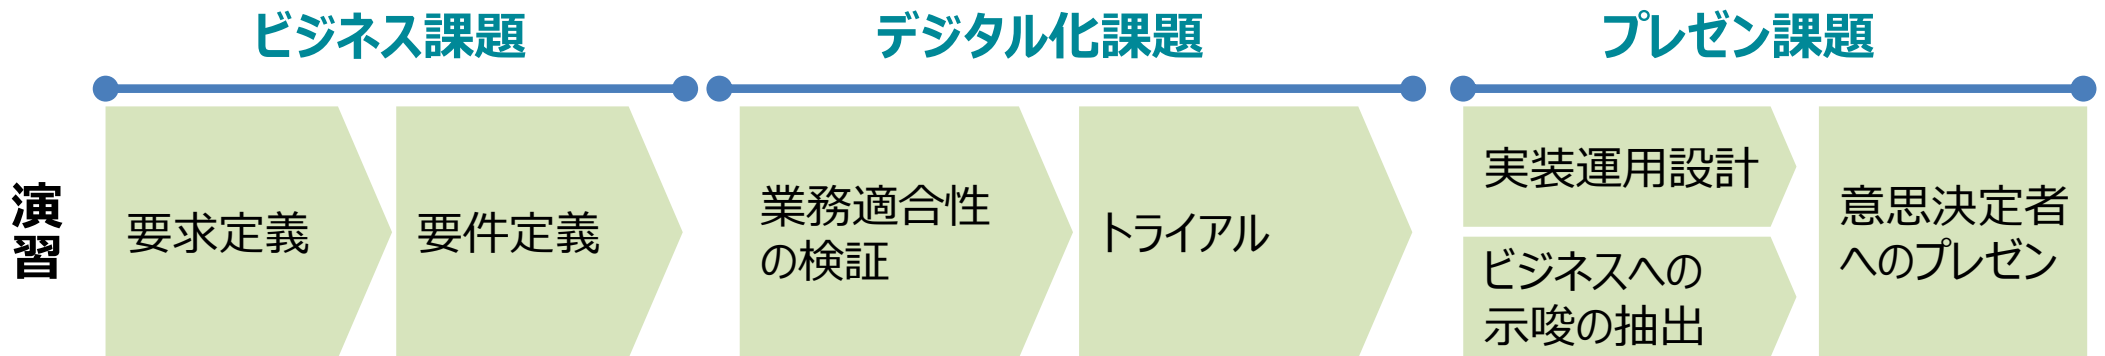 ビジネス課題
デジタル化課題
プレゼン課題
演習
要求定義
要件定義
業務適合性
の検証
トライアル
実装運用設計
ビジネスへの
示唆の抽出
意思決定者
へのプレゼン